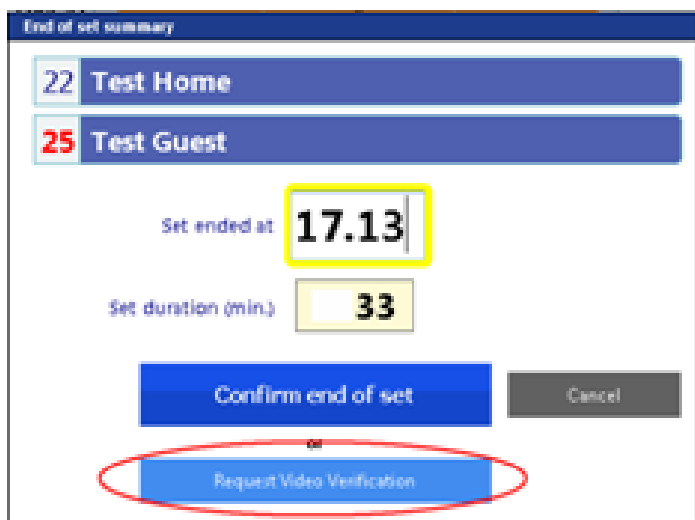 End of set summary
22 Test Home
25 Test Guest
Set ended at 17.13
Set duration (min.) 33
Confirm end of set Cancel
or
Request Video Verification